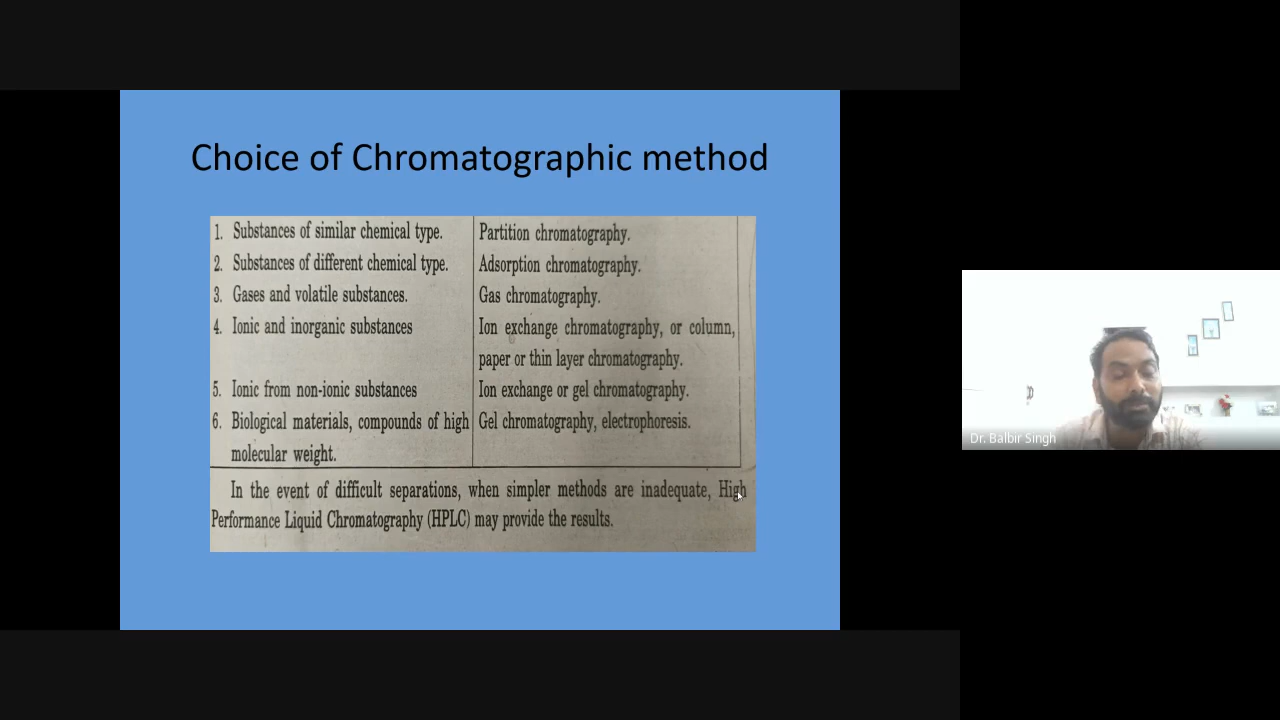 Choice of Chromatographic method
1. Substances of similar chemical type. Partition chromatography.
2. Substances of different chemical type. Adsorption chromatography.
3. Gases and volatile substances. Gas chromatography.
4. Ionic and inorganic substances Ion exchange chromatography, or column,
paper or thin layer chromatography.
5. Ionic from non-ionic substances Ion exchange or gel chromatography.
6. Biological materials, compounds of high Gel chromatography, electrophoresis.
molecular weight.
In the event of difficult separations, when simpler methods are inadequate, High
Performance Liquid Chromatography (HPLC) may provide the results.
Dr. Balbir Singh